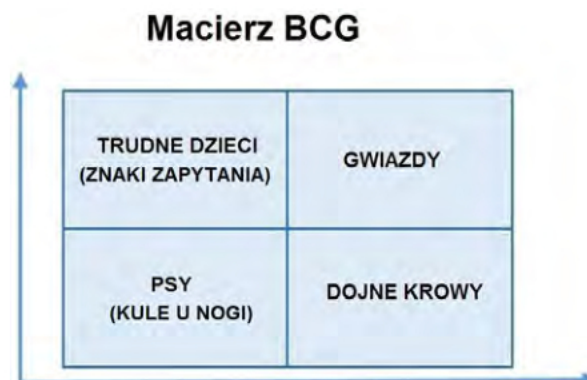 Macierz BCG
TRUDNE DZIECI
(ZNAKI ZAPYTANIA)
GWIAZDY
PSY
(KULE U NOGI)
DOJNE KROWY